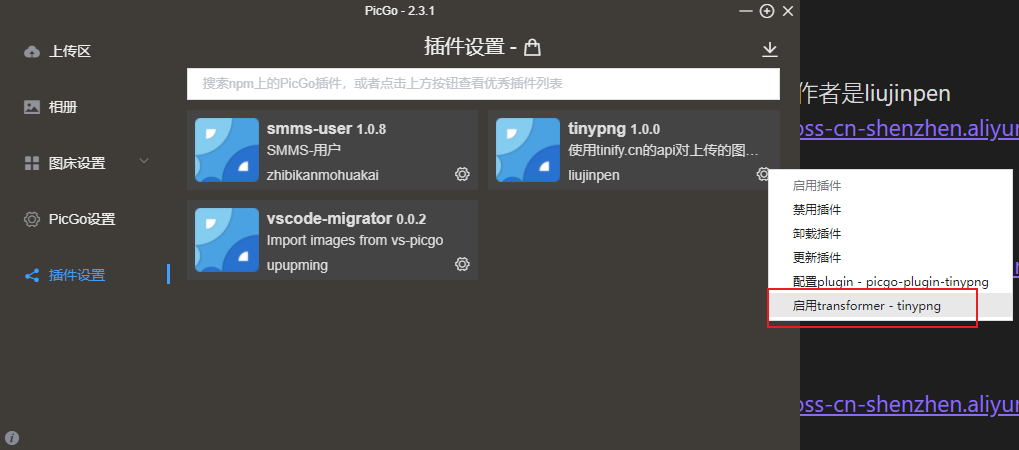 PicGo - 2.3.1
上传区
相册
图床设置
PicGo设置
插件设置
插件设置 -
搜索npm上的PicGo插件，或者点击上方按钮查看优秀插件列表
smms-user 1.0.8
SMMS-用户
zhibikanmohuakai
tinypng 1.0.0
使用tinify.cn的api对上传的图…
liujinpen
vscode-migrator 0.0.2
Import images from vs-picgo
upupming
启用插件
禁用插件
卸载插件
更新插件
配置plugin - picgo-plugin-tinypng
启用transformer - tinypng
作者是liujinpen
oss-cn-shenzhen.aliyun
oss-cn-shenzhen.aliyun